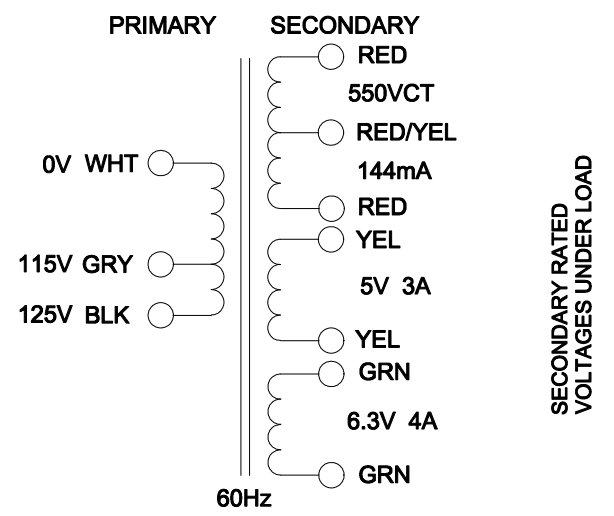 PRIMARY
SECONDARY
RED
550VCT
RED/YEL
144mA
RED
0V WHT
115V GRY
125V BLK
YEL
5V 3A
YEL
GRN
6.3V 4A
GRN
60Hz
SECONDARY RATED
VOLTAGES UNDER LOAD